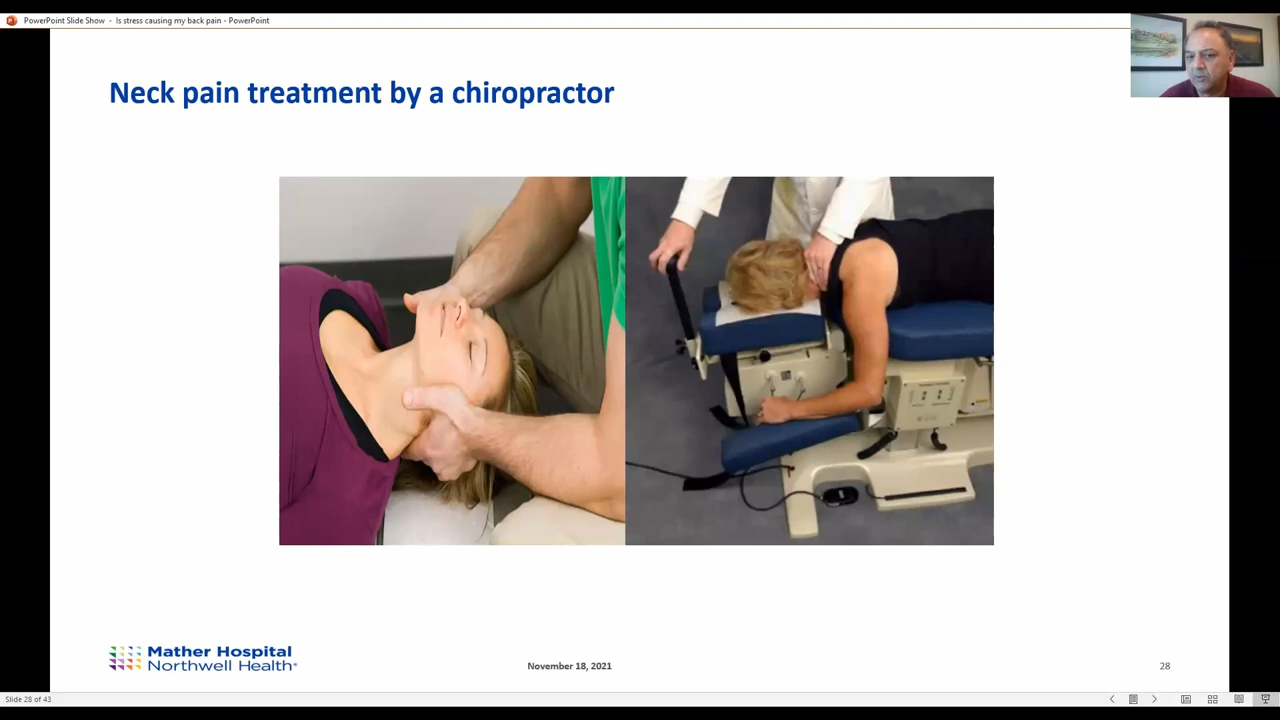 PowerPoint Slide Show - Is stress causing my back pain - PowerPoint
Neck pain treatment by a chiropractor
Mather Hospital
Northwell Health®
November 18, 2021
28
Slide 28 of 43